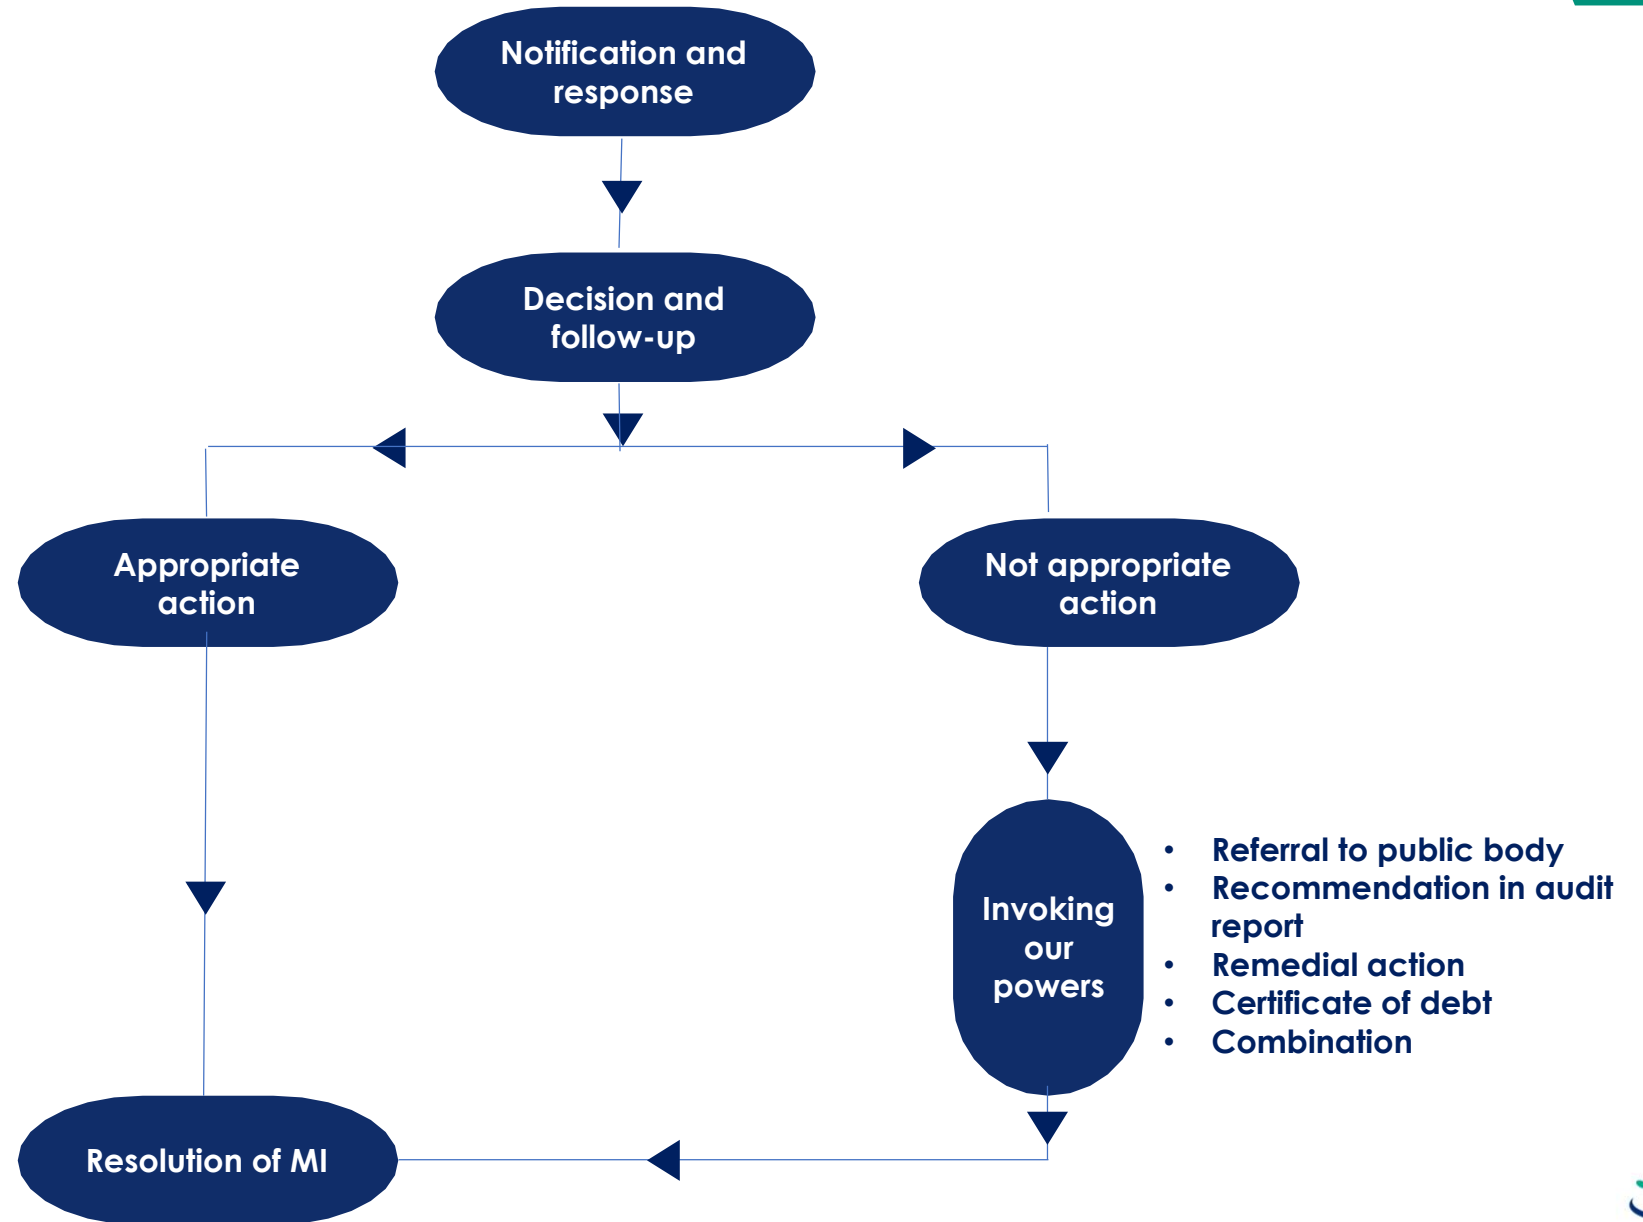 Notification and
response
Decision and
follow-up
Appropriate
action
Not appropriate
action
Invoking
our
powers
• Referral to public body
• Recommendation in audit
report
• Remedial action
• Certificate of debt
• Combination
Resolution of MI